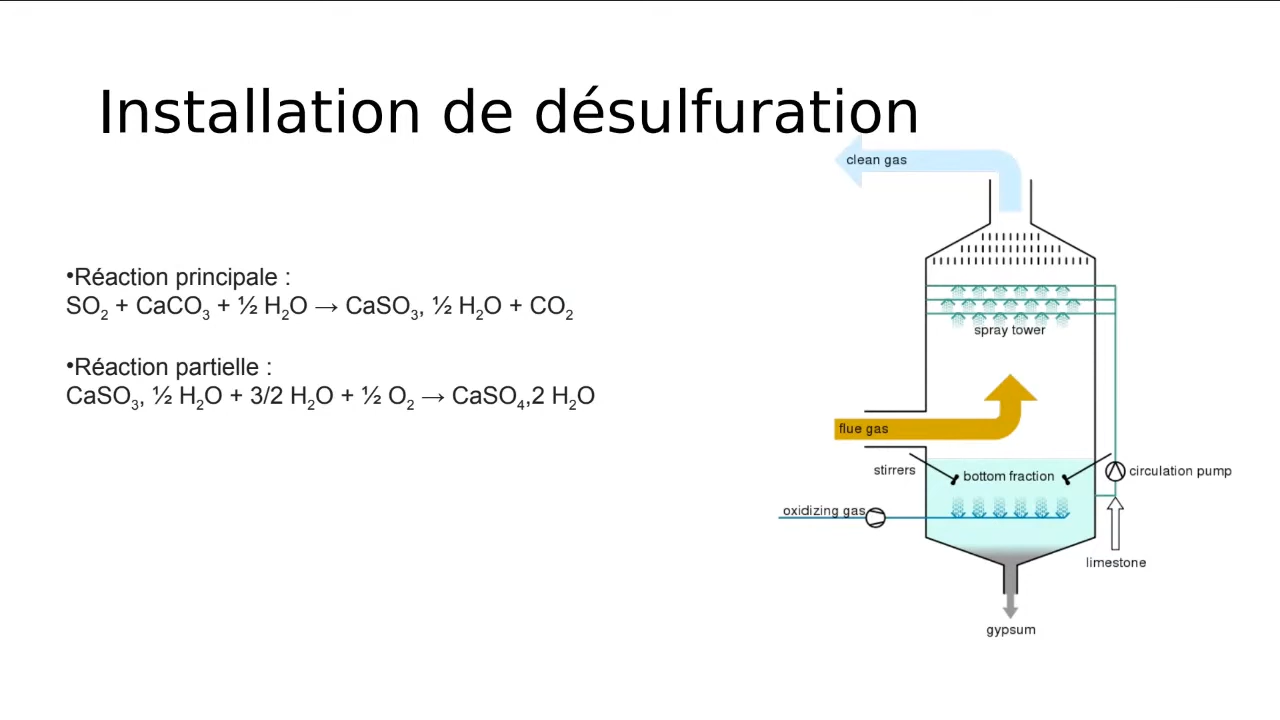 Installation de désulfuration
•Réaction principale :
SO₂ + CaCO₃ + ½ H₂O → CaSO₃, ½ H₂O + CO₂
•Réaction partielle :
CaSO₃, ½ H₂O + 3/2 H₂O + ½ O₂ → CaSO₄,2 H₂O
clean gas
spray tower
flue gas
stirrers
bottom fraction
circulation pump
oxidizing gas
limestone
gypsum